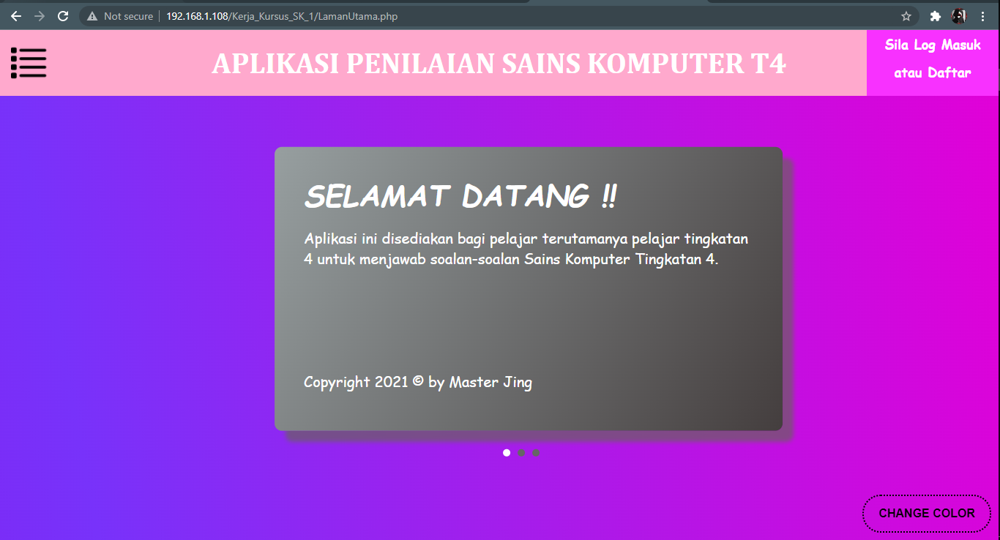 Not secure 192.168.1.108/Kerja_Kursus_SK_1/LamanUtama.php
APLIKASI PENILAIAN SAINS KOMPUTER T4
Sila Log Masuk
atau Daftar
SELAMAT DATANG !!
Aplikasi ini disediakan bagi pelajar terutamanya pelajar tingkatan
4 untuk menjawab soalan-soalan Sains Komputer Tingkatan 4.
Copyright 2021 © by Master Jing
CHANGE COLOR